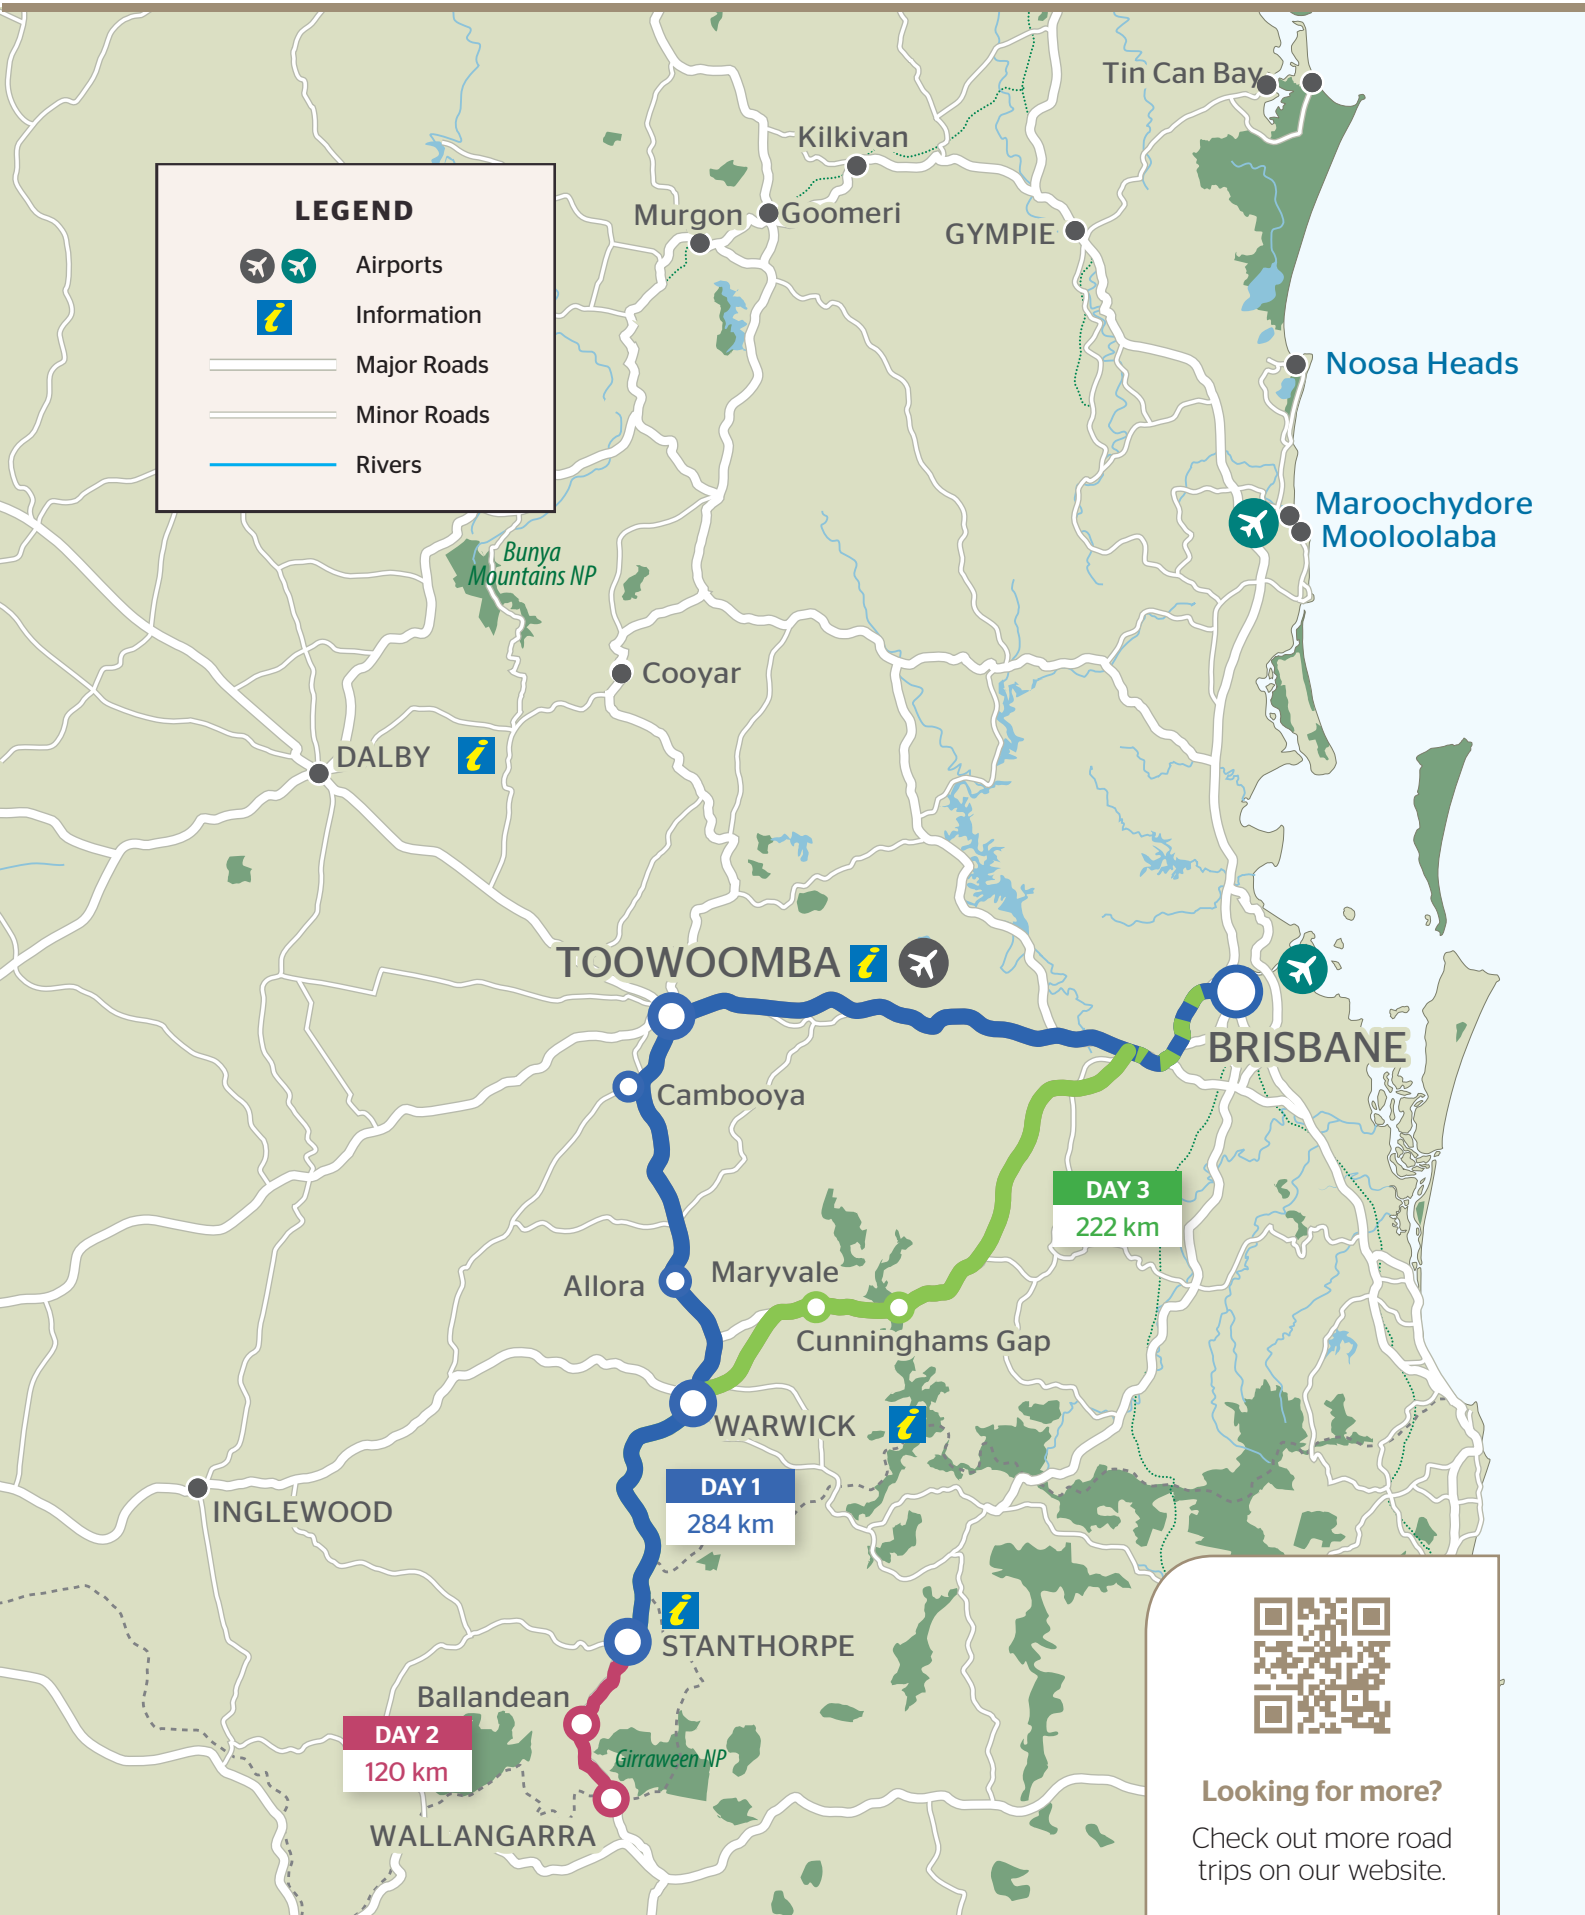 Tin Can Bay
Kilkivan
LEGEND
Airports
Information
Major Roads
Minor Roads
Rivers
Murgon
Goomeri
GYMPIE
Noosa Heads
Maroochydore
Mooloolaba
Bunya
Mountains NP
Cooyar
DALBY
i
TOOWOOMBA
i
BRISBANE
Cambooya
DAY 3
222 km
Allora
Maryvale
Cunninghams Gap
WARWICK
i
DAY 1
284 km
INGLEWOOD
i
STANTHORPE
Ballandean
DAY 2
120 km
Girraween NP
WALLANGARRA
Looking for more?
Check out more road
trips on our website.